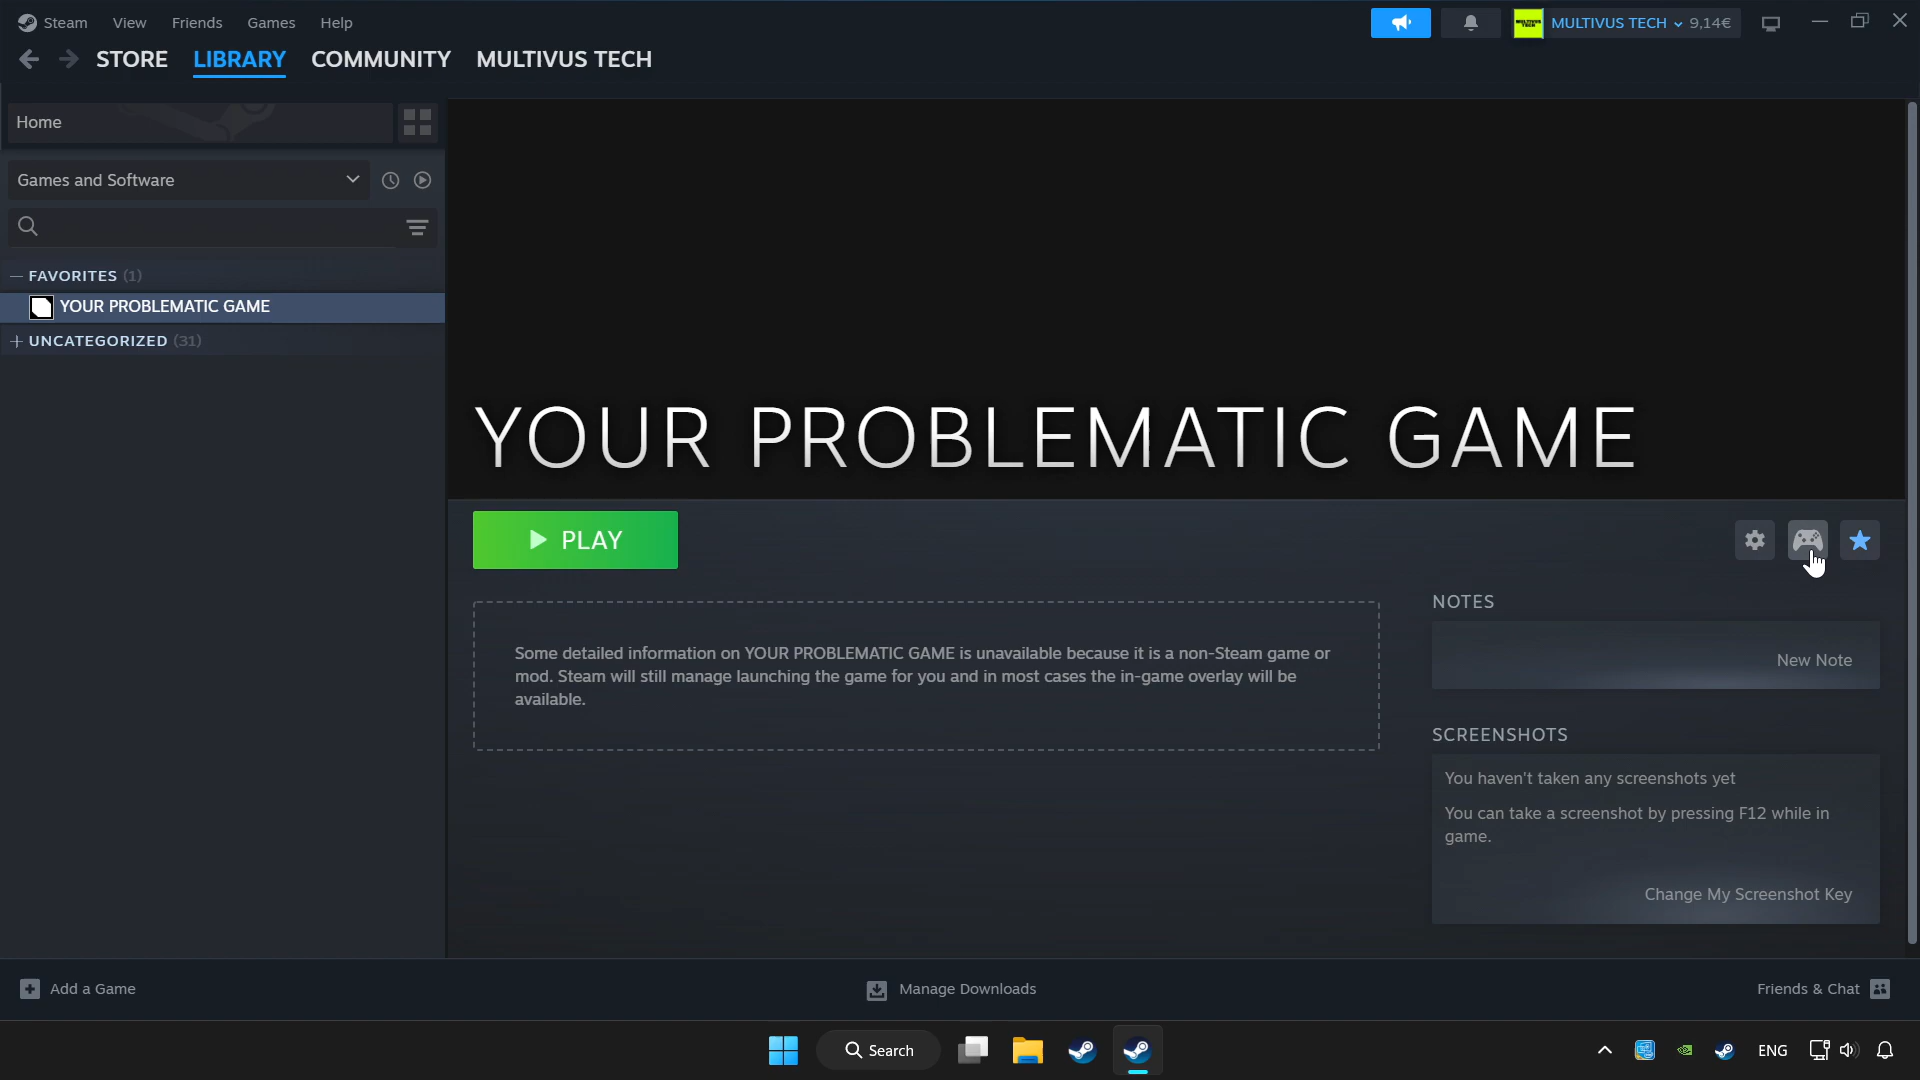 Steam
View
Friends
Games
Help
MULTIVUS TECH
9,14€
STORE
LIBRARY
COMMUNITY
MULTIVUS TECH
Home
Games and Software
FAVORITES (1)
YOUR PROBLEMATIC GAME
UNCATEGORIZED (31)
YOUR PROBLEMATIC GAME
PLAY
Some detailed information on YOUR PROBLEMATIC GAME is unavailable because it is a non-Steam game or
mod. Steam will still manage launching the game for you and in most cases the in-game overlay will be
available.
NOTES
New Note
SCREENSHOTS
You haven't taken any screenshots yet
You can take a screenshot by pressing F12 while in
game.
Change My Screenshot Key
Add a Game
Manage Downloads
Friends & Chat
Search
ENG